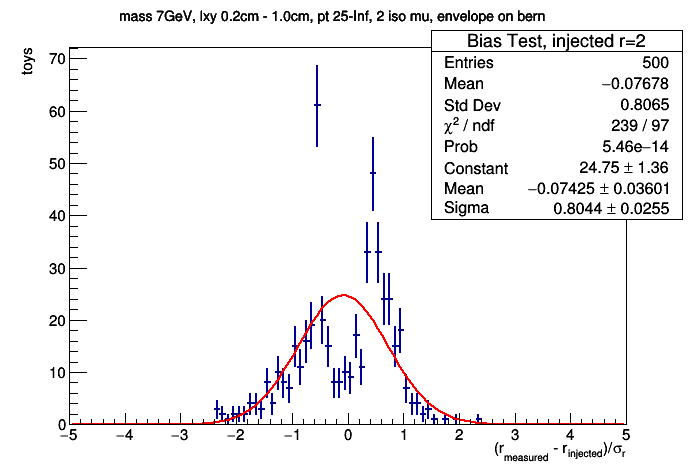 mass 7GeV, lxy 0.2cm - 1.0cm, pt 25-Inf, 2 iso mu, envelope on bern
Bias Test, injected r=2
Entries 500
Mean −0.07678
Std Dev 0.8065
χ² / ndf 239 / 97
Prob 5.46e−14
Constant 24.75 ± 1.36
Mean −0.07425 ± 0.03601
Sigma 0.8044 ± 0.0255
toys
70
60
50
40
30
20
10
0
−5 −4 −3 −2 −1 0 1 2 3 4 5
(r_measured - r_injected)/σ_r